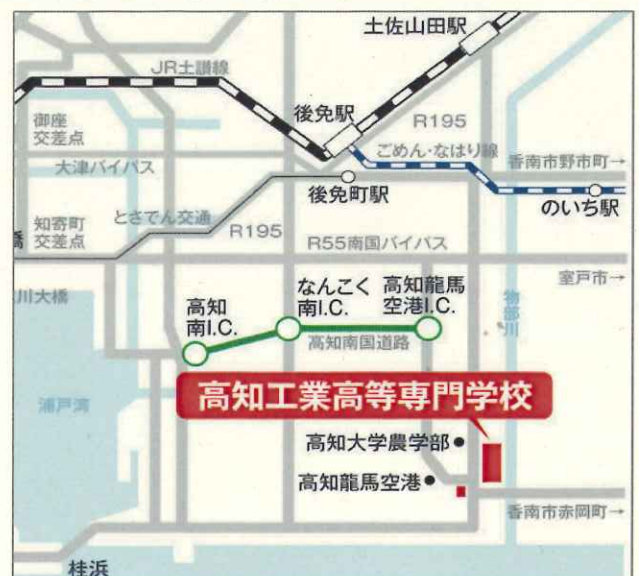 土佐山田駅
JR土讃線
後免駅
御座
交差点
R195
ごめん・なはり線
大津バイパス
香南市野市町→
後免町駅
のいち駅
知寄町
交差点
とさでん交通
R195
R55南国バイパス
橋
室戸市→
川大橋
高知
南I.C.
なんこく
南I.C.
高知龍馬
空港I.C.
物部川
高知南国道路
浦戸湾
高知工業高等専門学校
高知大学農学部
高知龍馬空港
香南市赤岡町→
桂浜